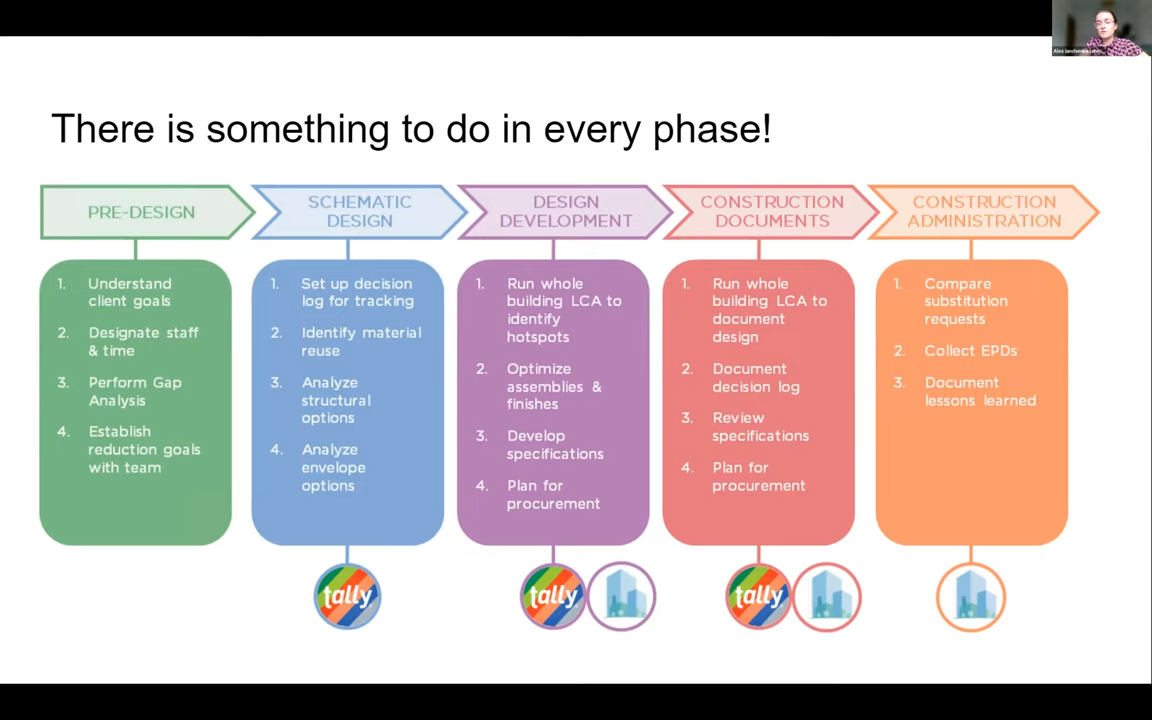 There is something to do in every phase!
PRE-DESIGN
1. Understand
client goals
2. Designate staff
& time
3. Perform Gap
Analysis
4. Establish
reduction goals
with team
SCHEMATIC
DESIGN
1. Set up decision
log for tracking
2. Identify material
reuse
3. Analyze
structural
options
4. Analyze
envelope
options
tally
DESIGN
DEVELOPMENT
1. Run whole
building LCA to
identify
hotspots
2. Optimize
assemblies &
finishes
3. Develop
specifications
4. Plan for
procurement
tally
CONSTRUCTION
DOCUMENTS
1. Run whole
building LCA to
document
design
2. Document
decision log
3. Review
specifications
4. Plan for
procurement
tally
CONSTRUCTION
ADMINISTRATION
1. Compare
substitution
requests
2. Collect EPDs
3. Document
lessons learned